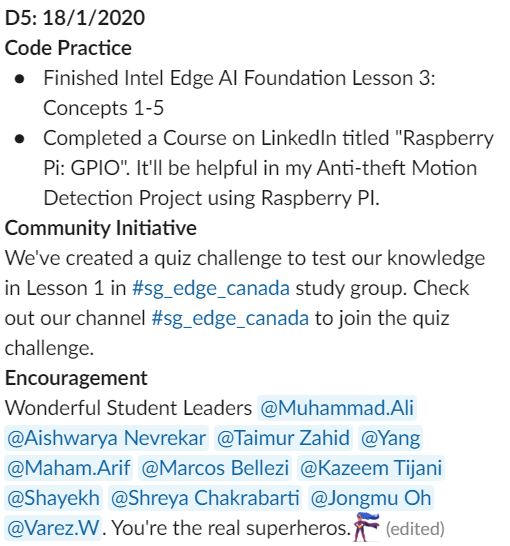 D5: 18/1/2020
Code Practice
● Finished Intel Edge AI Foundation Lesson 3:
Concepts 1-5
● Completed a Course on LinkedIn titled "Raspberry
Pi: GPIO". It'll be helpful in my Anti-theft Motion
Detection Project using Raspberry PI.
Community Initiative
We've created a quiz challenge to test our knowledge
in Lesson 1 in #sg_edge_canada study group. Check
out our channel #sg_edge_canada to join the quiz
challenge.
Encouragement
Wonderful Student Leaders @Muhammad.Ali
@Aishwarya Nevrekar @Taimur Zahid @Yang
@Maham.Arif @Marcos Bellezi @Kazeem Tijani
@Shayekh @Shreya Chakrabarti @Jongmu Oh
@Varez.W. You're the real superheros. (edited)